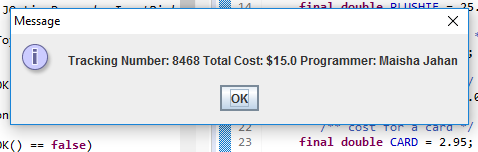 14 final double PLUSHIE = 25.
Message
Tracking Number: 8468 Total Cost: $15.0 Programmer: Maisha Jahan
OK
22 /** cost for a card */
OK() == false)
23 final double CARD = 2.95;